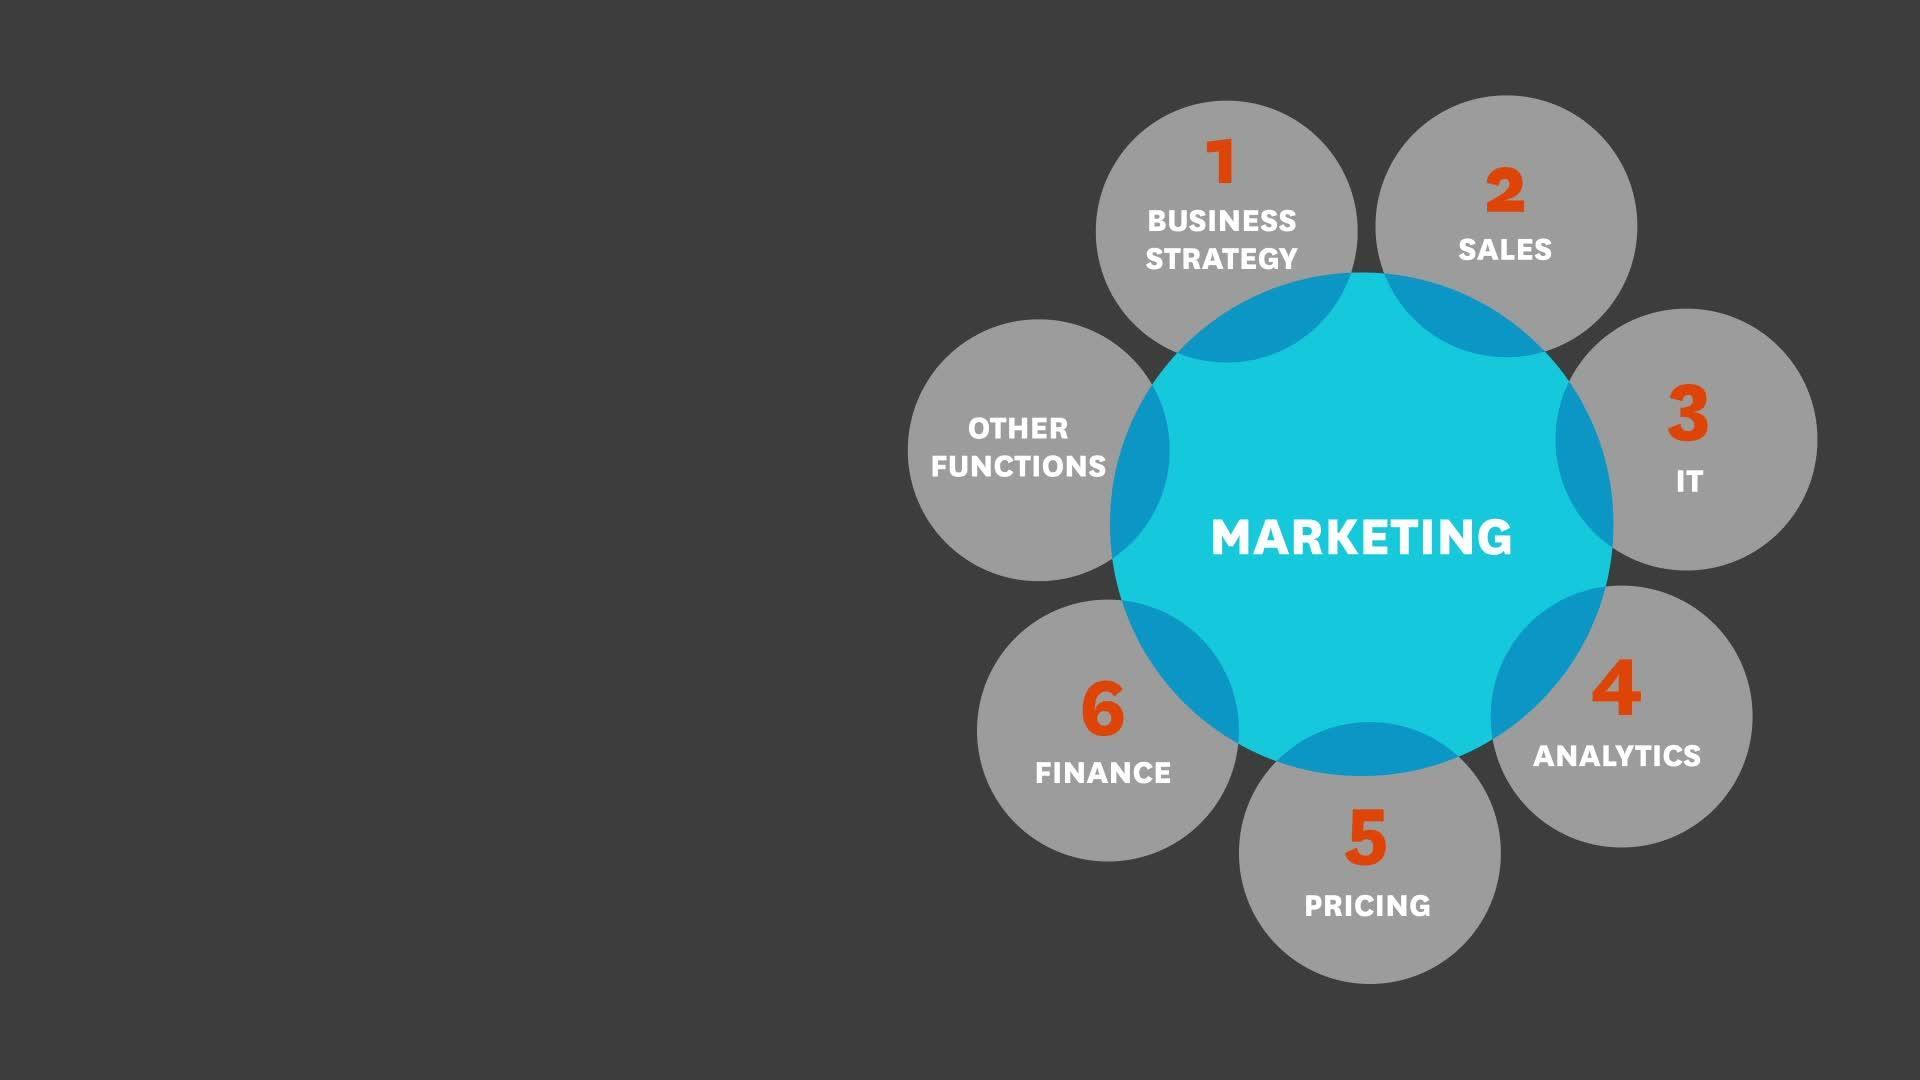 1
BUSINESS
STRATEGY
2
SALES
3
IT
4
ANALYTICS
5
PRICING
6
FINANCE
OTHER
FUNCTIONS
MARKETING